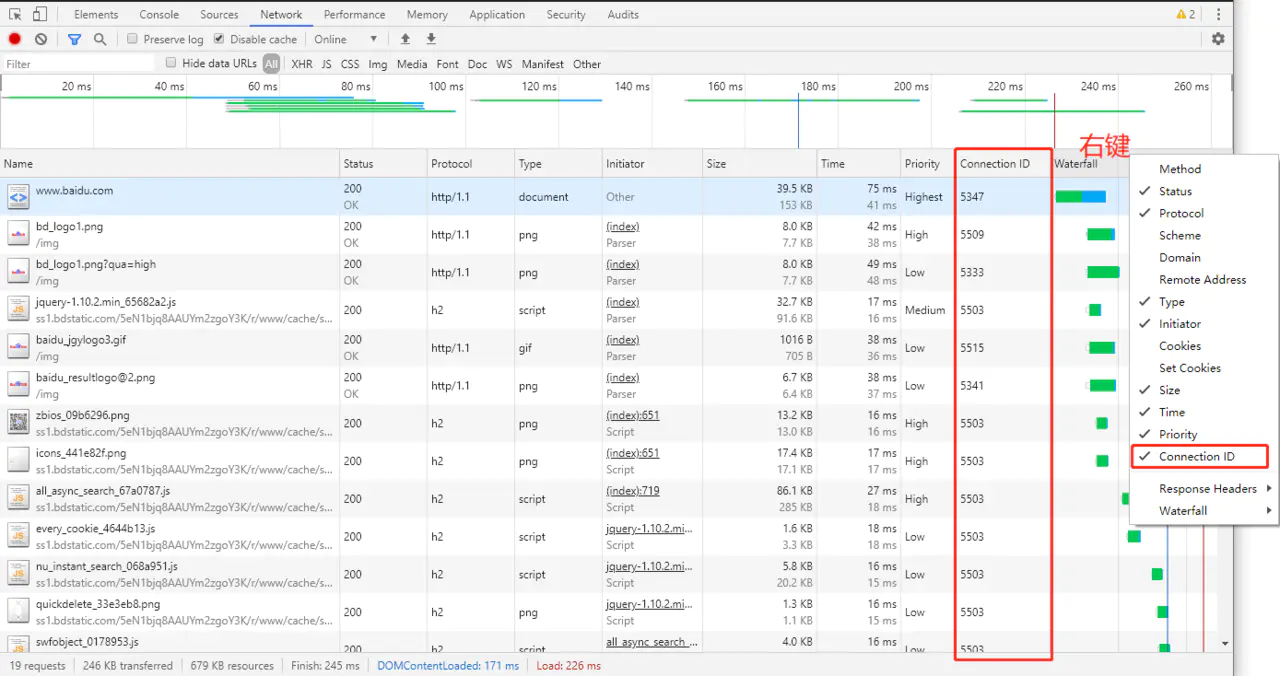 Elements Console Sources Network Performance Memory Application Security Audits 2
Preserve log Disable cache Online
Filter Hide data URLs All XHR JS CSS Img Media Font Doc WS Manifest Other
20 ms 40 ms 60 ms 80 ms 100 ms 120 ms 140 ms 160 ms 180 ms 200 ms 220 ms 240 ms 260 ms
右键
Name Status Protocol Type Initiator Size Time Priority Connection ID Waterfall
www.baidu.com 200 OK http/1.1 document Other 39.5 KB 153 KB 75 ms 41 ms Highest 5347
bd_logo1.png /img 200 OK http/1.1 png (index) Parser 8.0 KB 7.7 KB 42 ms 38 ms High 5509
bd_logo1.png?qua=high /img 200 OK http/1.1 png (index) Parser 8.0 KB 7.7 KB 49 ms 48 ms Low 5333
jquery-1.10.2.min_65682a2.js ss1.bdstatic.com/5eN1bjq8AAUYm2zgoY3K/r/www/cache/s... 200 h2 script (index) Parser 32.7 KB 91.6 KB 17 ms 16 ms Medium 5503
baidu_jgylogo3.gif /img 200 OK http/1.1 gif (index) Parser 1016 B 705 B 38 ms 36 ms Low 5515
baidu_resultlogo@2.png /img 200 OK http/1.1 png (index) Parser 6.7 KB 6.4 KB 38 ms 37 ms Low 5341
zbios_09b6296.png ss1.bdstatic.com/5eN1bjq8AAUYm2zgoY3K/r/www/cache/s... 200 h2 png (index):651 Script 13.2 KB 13.0 KB 16 ms 16 ms High 5503
icons_441e82f.png ss1.bdstatic.com/5eN1bjq8AAUYm2zgoY3K/r/www/cache/s... 200 h2 png (index):651 Script 17.4 KB 17.1 KB 17 ms 17 ms High 5503
all_async_search_67a0787.js ss1.bdstatic.com/5eN1bjq8AAUYm2zgoY3K/r/www/cache/s... 200 h2 script (index):719 Script 86.1 KB 285 KB 27 ms 18 ms High 5503
every_cookie_4644b13.js ss1.bdstatic.com/5eN1bjq8AAUYm2zgoY3K/r/www/cache/s... 200 h2 script jquery-1.10.2.mi... Script 1.6 KB 3.3 KB 18 ms 18 ms Low 5503
nu_instant_search_068a951.js ss1.bdstatic.com/5eN1bjq8AAUYm2zgoY3K/r/www/cache/s... 200 h2 script jquery-1.10.2.mi... Script 5.8 KB 20.2 KB 16 ms 15 ms Low 5503
quickdelete_33e3eb8.png ss1.bdstatic.com/5eN1bjq8AAUYm2zgoY3K/r/www/cache/s... 200 h2 png jquery-1.10.2.mi... Script 1.3 KB 1.1 KB 16 ms 15 ms Low 5503
swfobject_0178953.js 200 h2 script all_async_search_... 4.0 KB 16 ms Low 5503
Method
Status
Protocol
Scheme
Domain
Remote Address
Type
Initiator
Cookies
Set Cookies
Size
Time
Priority
Connection ID
Response Headers
Waterfall
19 requests 246 KB transferred 679 KB resources Finish: 245 ms DOMContentLoaded: 171 ms Load: 226 ms